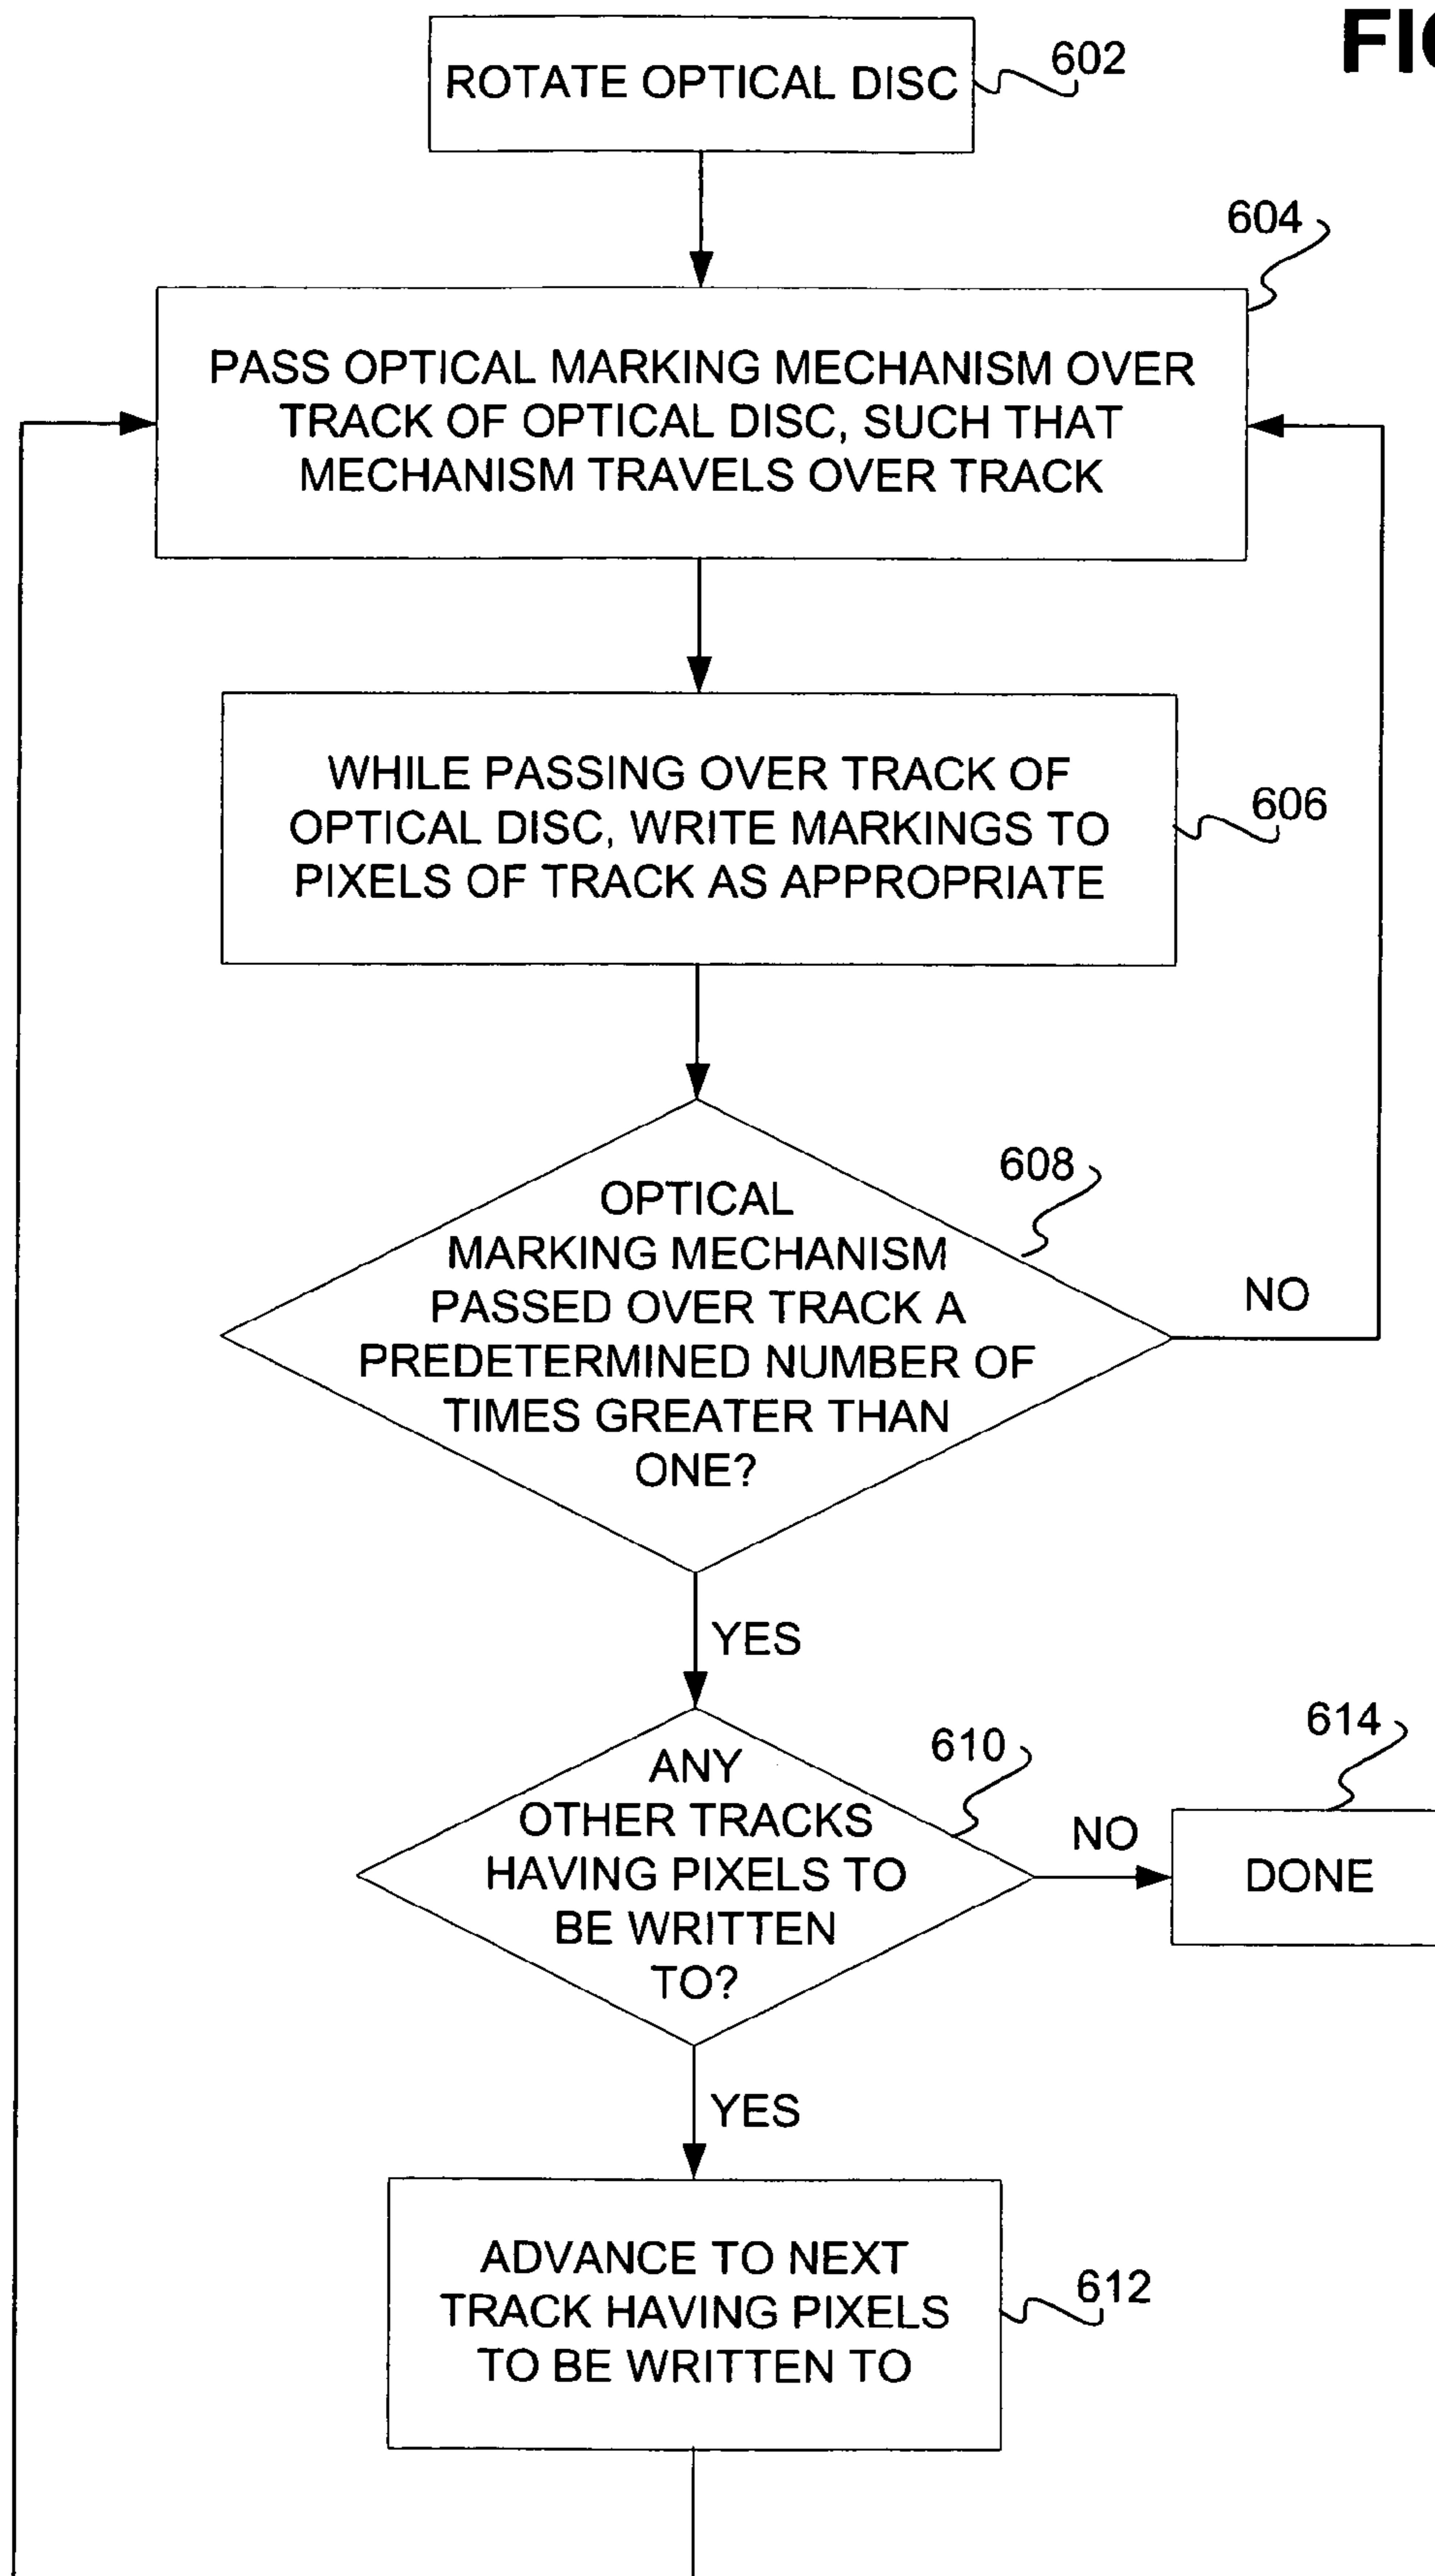 FIG
ROTATE OPTICAL DISC
602
604
PASS OPTICAL MARKING MECHANISM OVER
TRACK OF OPTICAL DISC, SUCH THAT
MECHANISM TRAVELS OVER TRACK
WHILE PASSING OVER TRACK OF
OPTICAL DISC, WRITE MARKINGS TO
PIXELS OF TRACK AS APPROPRIATE
606
608
OPTICAL
MARKING MECHANISM
PASSED OVER TRACK A
PREDETERMINED NUMBER OF
TIMES GREATER THAN
ONE?
NO
YES
610
ANY
OTHER TRACKS
HAVING PIXELS TO
BE WRITTEN
TO?
NO
614
DONE
YES
ADVANCE TO NEXT
TRACK HAVING PIXELS
TO BE WRITTEN TO
612